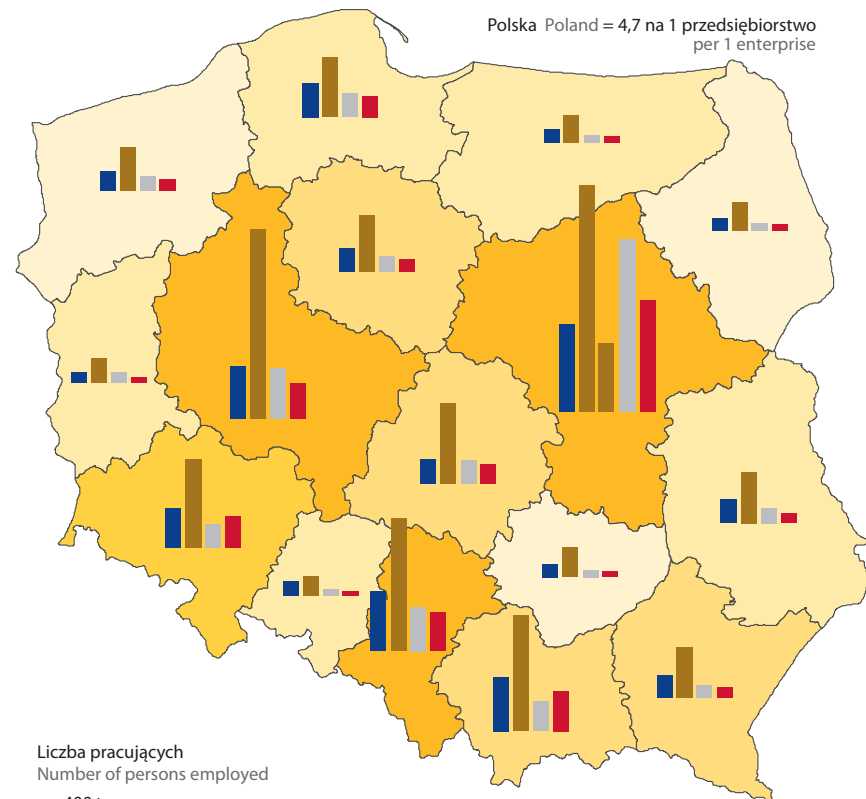 Polska Poland = 4,7 na 1 przedsiębiorstwo
per 1 enterprise
Liczba pracujących
Number of persons employed